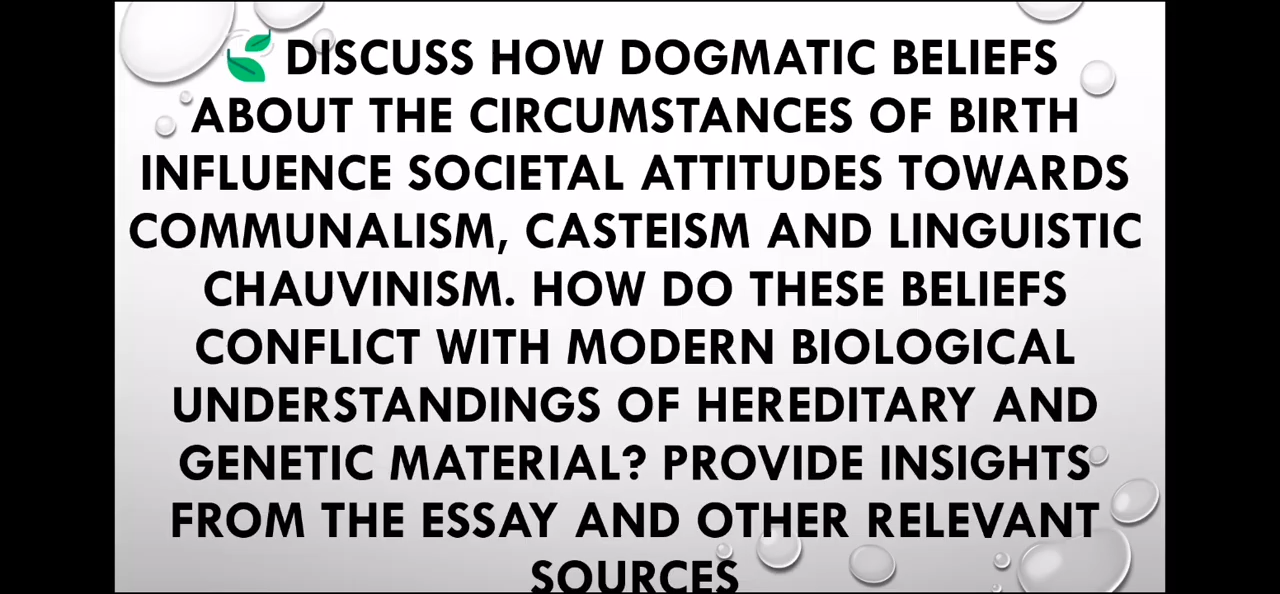 DISCUSS HOW DOGMATIC BELIEFS
ABOUT THE CIRCUMSTANCES OF BIRTH
INFLUENCE SOCIETAL ATTITUDES TOWARDS
COMMUNALISM, CASTEISM AND LINGUISTIC
CHAUVINISM. HOW DO THESE BELIEFS
CONFLICT WITH MODERN BIOLOGICAL
UNDERSTANDINGS OF HEREDITARY AND
GENETIC MATERIAL? PROVIDE INSIGHTS
FROM THE ESSAY AND OTHER RELEVANT
SOURCES